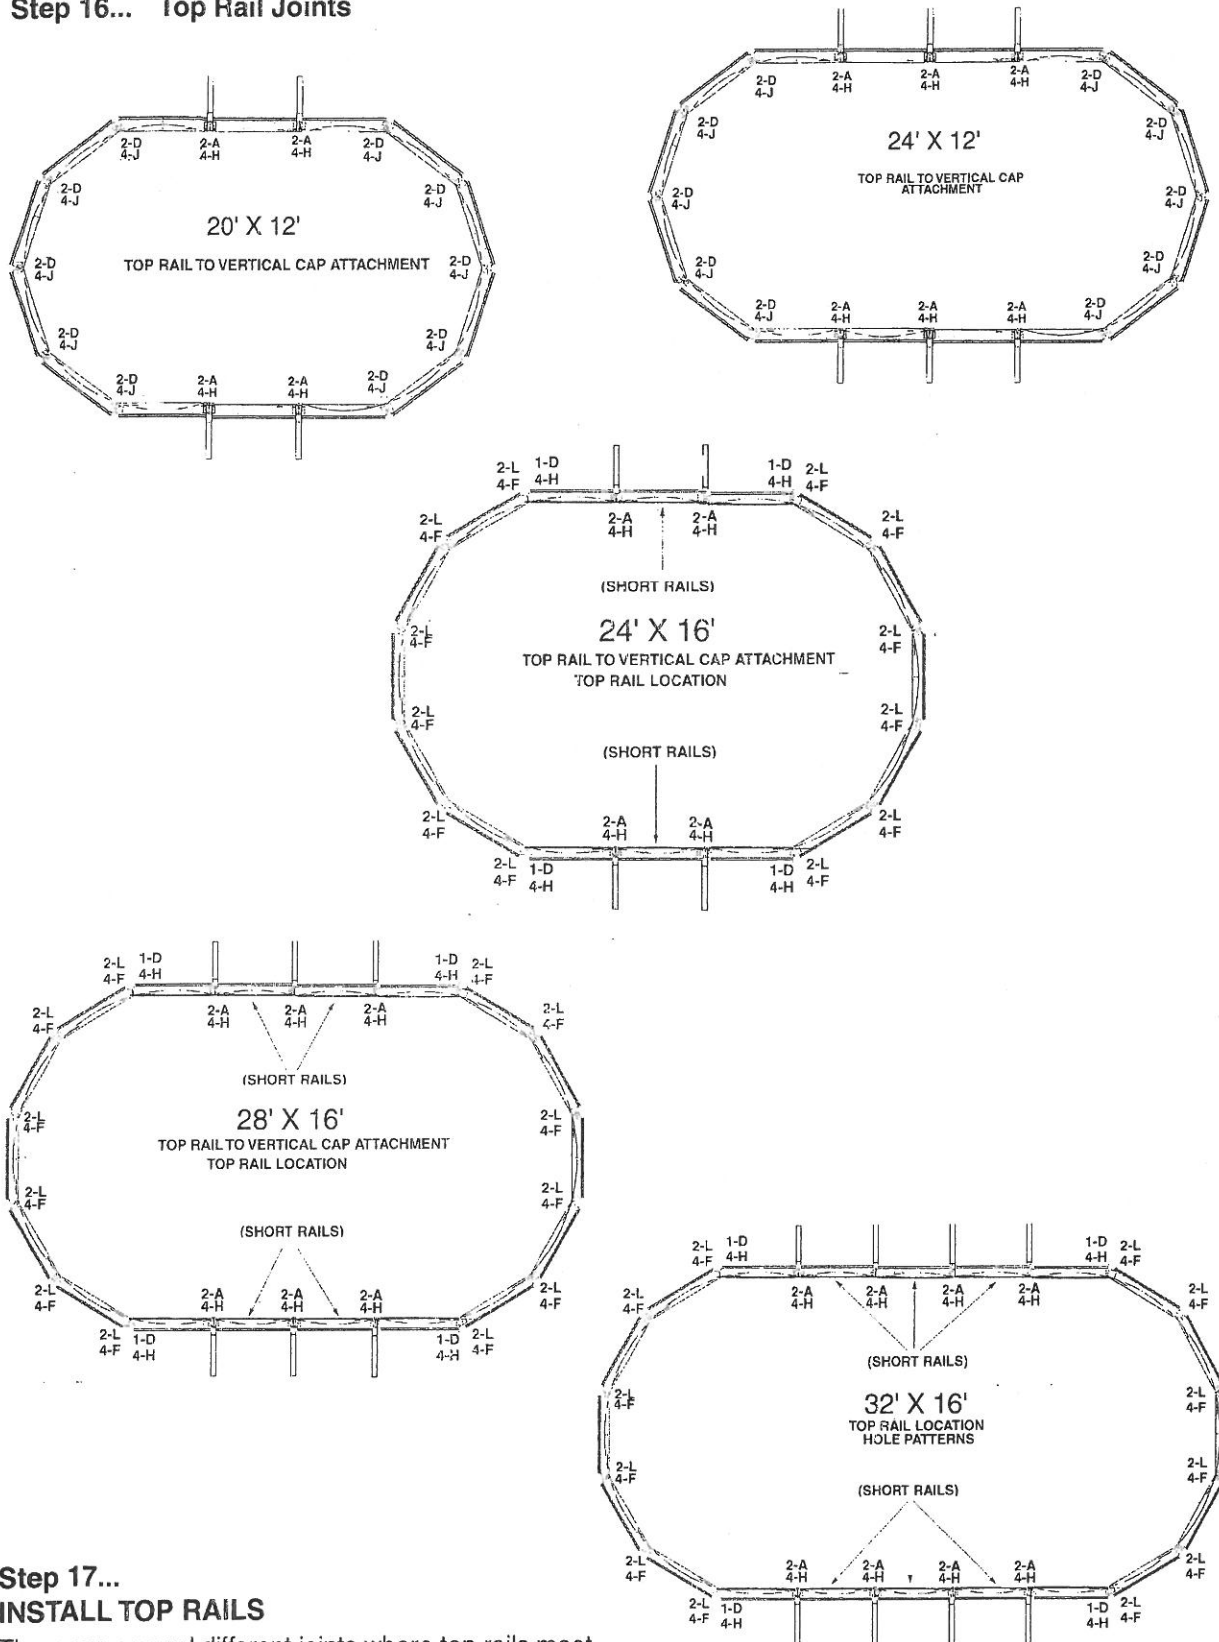 Step 16... Top Rail Joints
2-D 2-A 2-A 2-D
4-J 4-H 4-H 4-J
2-D 2-D
4-J 4-J
20' X 12'
TOP RAIL TO VERTICAL CAP ATTACHMENT
2-D 2-D
4-J 4-J
2-D 2-D
4-J 4-J
2-D 2-A 2-A 2-D
4-J 4-H 4-H 4-J
2-D 2-A 2-A 2-A 2-D
4-J 4-H 4-H 4-H 4-J
2-D 2-D
4-J 4-J
24' X 12'
TOP RAIL TO VERTICAL CAP
ATTACHMENT
2-D 2-D
4-J 4-J
2-D 2-D
4-J 4-J
2-D 2-A 2-A 2-A 2-D
4-J 4-H 4-H 4-H 4-J
2-L 1-D 1-D 2-L
4-F 4-H 4-H 4-F
2-L 2-A 2-A 2-L
4-F 4-H 4-H 4-F
(SHORT RAILS)
24' X 16'
2-L 2-L
4-F 4-F
TOP RAIL TO VERTICAL CAP ATTACHMENT
TOP RAIL LOCATION
2-L 2-L
4-F 4-F
(SHORT RAILS)
2-L 2-A 2-A 2-L
4-F 4-H 4-H 4-F
2-L 1-D 1-D 2-L
4-F 4-H 4-H 4-F
2-L 1-D 1-D 2-L
4-F 4-H 4-H 4-F
2-L 2-A 2-A 2-A 2-L
4-F 4-H 4-H 4-H 4-F
(SHORT RAILS)
2-L 2-L
4-F 4-F
28' X 16'
TOP RAIL TO VERTICAL CAP ATTACHMENT
TOP RAIL LOCATION
2-L 2-L
4-F 4-F
(SHORT RAILS)
2-L 2-A 2-A 2-A 2-L
4-F 4-H 4-H 4-H 4-F
2-L 1-D 1-D 2-L
4-F 4-H 4-H 4-F
2-L 1-D 1-D 2-L
4-F 4-H 4-H 4-F
2-L 2-A 2-A 2-A 2-A 2-L
4-F 4-H 4-H 4-H 4-H 4-F
(SHORT RAILS)
2-L 2-L
4-F 4-F
32' X 16'
TOP RAIL LOCATION
HOLE PATTERNS
2-L 2-L
4-F 4-F
(SHORT RAILS)
2-L 2-A 2-A 2-A 2-A 2-L
4-F 4-H 4-H 4-H 4-H 4-F
2-L 1-D 1-D 2-L
4-F 4-H 4-H 4-F
Step 17...
INSTALL TOP RAILS
different joints where top rails meet